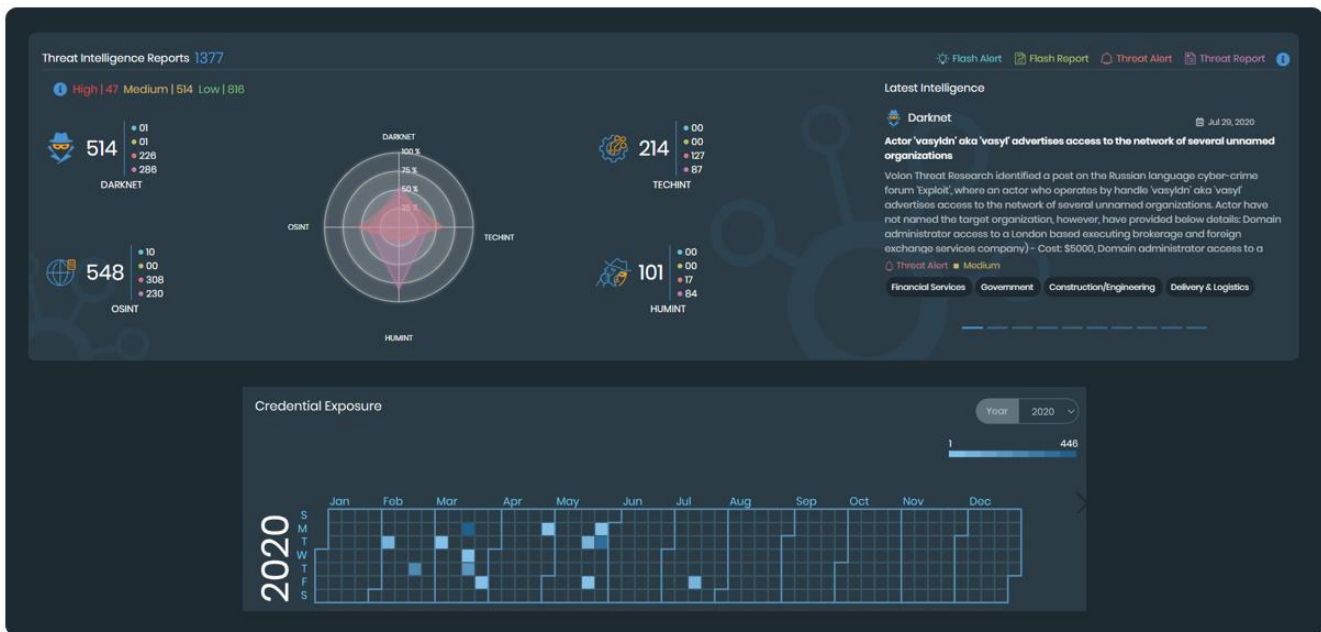 Threat Intelligence Reports 1377
Flash Alert Flash Report Threat Alert Threat Report
High | 47 Medium | 514 Low | 816
514
01
01
226
286
DARKNET
548
10
00
308
230
OSINT
DARKNET
100 %
75 %
50 %
25 %
OSINT
TECHINT
HUMINT
214
00
00
127
87
TECHINT
101
00
00
17
84
HUMINT
Latest Intelligence
Darknet
Jul 29, 2020
Actor 'vasyldn' aka 'vasyl' advertises access to the network of several unnamed
organizations
Volon Threat Research identified a post on the Russian language cyber-crime
forum 'Exploit', where an actor who operates by handle 'vasyldn' aka 'vasyl'
advertises access to the network of several unnamed organizations. Actor have
not named the target organization, however, have provided below details: Domain
administrator access to a London based executing brokerage and foreign
exchange services company) - Cost: $5000, Domain administrator access to a
Threat Alert Medium
Financial Services Government Construction/Engineering Delivery & Logistics
Credential Exposure
Year 2020
1 446
Jan Feb Mar Apr May Jun Jul Aug Sep Oct Nov Dec
2020
S
M
T
W
T
F
S